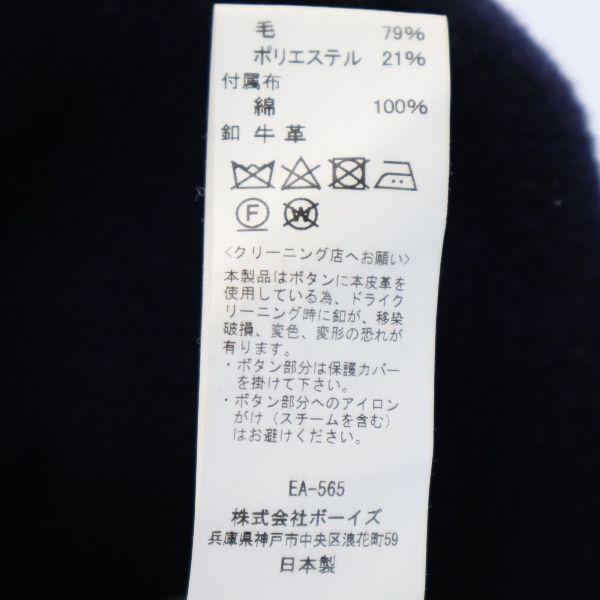 毛 79%
ポリエステル 21%
付属布
綿 100%
釦 牛革
F
W
<クリーニング店へお願い>
本製品はボタンに本皮革を
使用している為、ドライク
リーニング時に釦が、移染
破損、変色、変形の恐れが
有ります。
・ボタン部分は保護カバー
を掛けて下さい。
・ボタン部分へのアイロン
がけ(スチームを含む)
はお避けください。
EA-565
株式会社ボーイズ
兵庫県神戸市中央区浪花町59
日本製